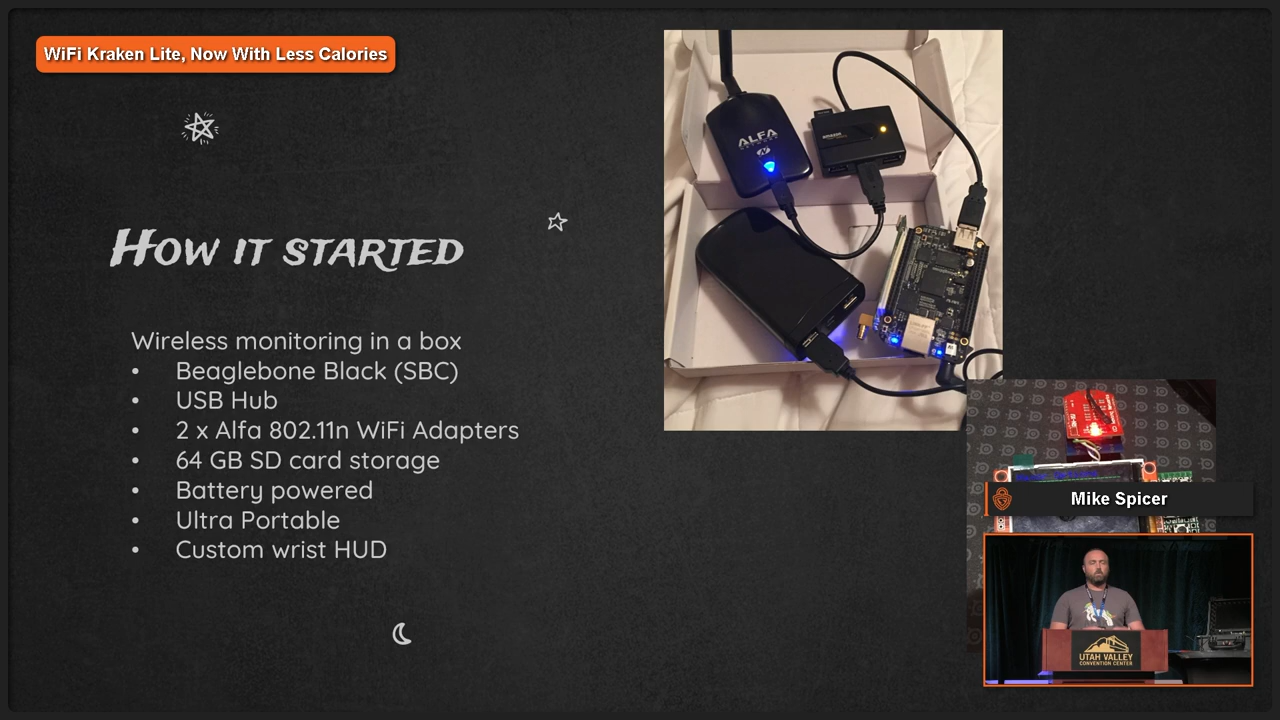 WiFi Kraken Lite, Now With Less Calories
How it started
Wireless monitoring in a box
• Beaglebone Black (SBC)
• USB Hub
• 2 x Alfa 802.11n WiFi Adapters
• 64 GB SD card storage
• Battery powered
• Ultra Portable
• Custom wrist HUD
ALFA
NETWORK
amazon
Mike Spicer
UTAH VALLEY
CONVENTION CENTER